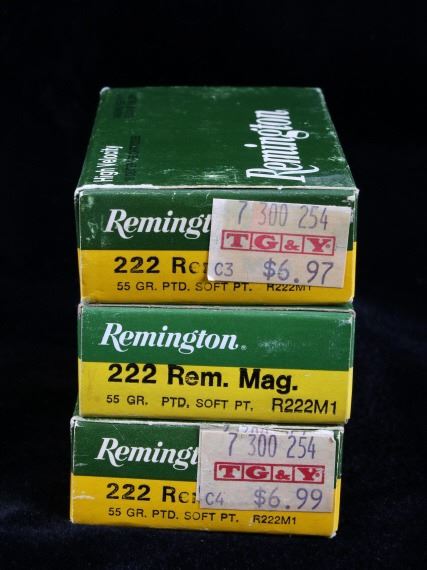 Remington
High Velocity
Remington
7 300 254
TG&Y
222 Re
C3 $6.97
55 GR. PTD. SOFT PT. R222M1
Remington.
222 Rem. Mag.
55 GR. PTD. SOFT PT. R222M1
Remingt
7 300 254
TG&Y
222 Re
C4 $6.99
55 GR. PTD. SOFT PT. R222M1